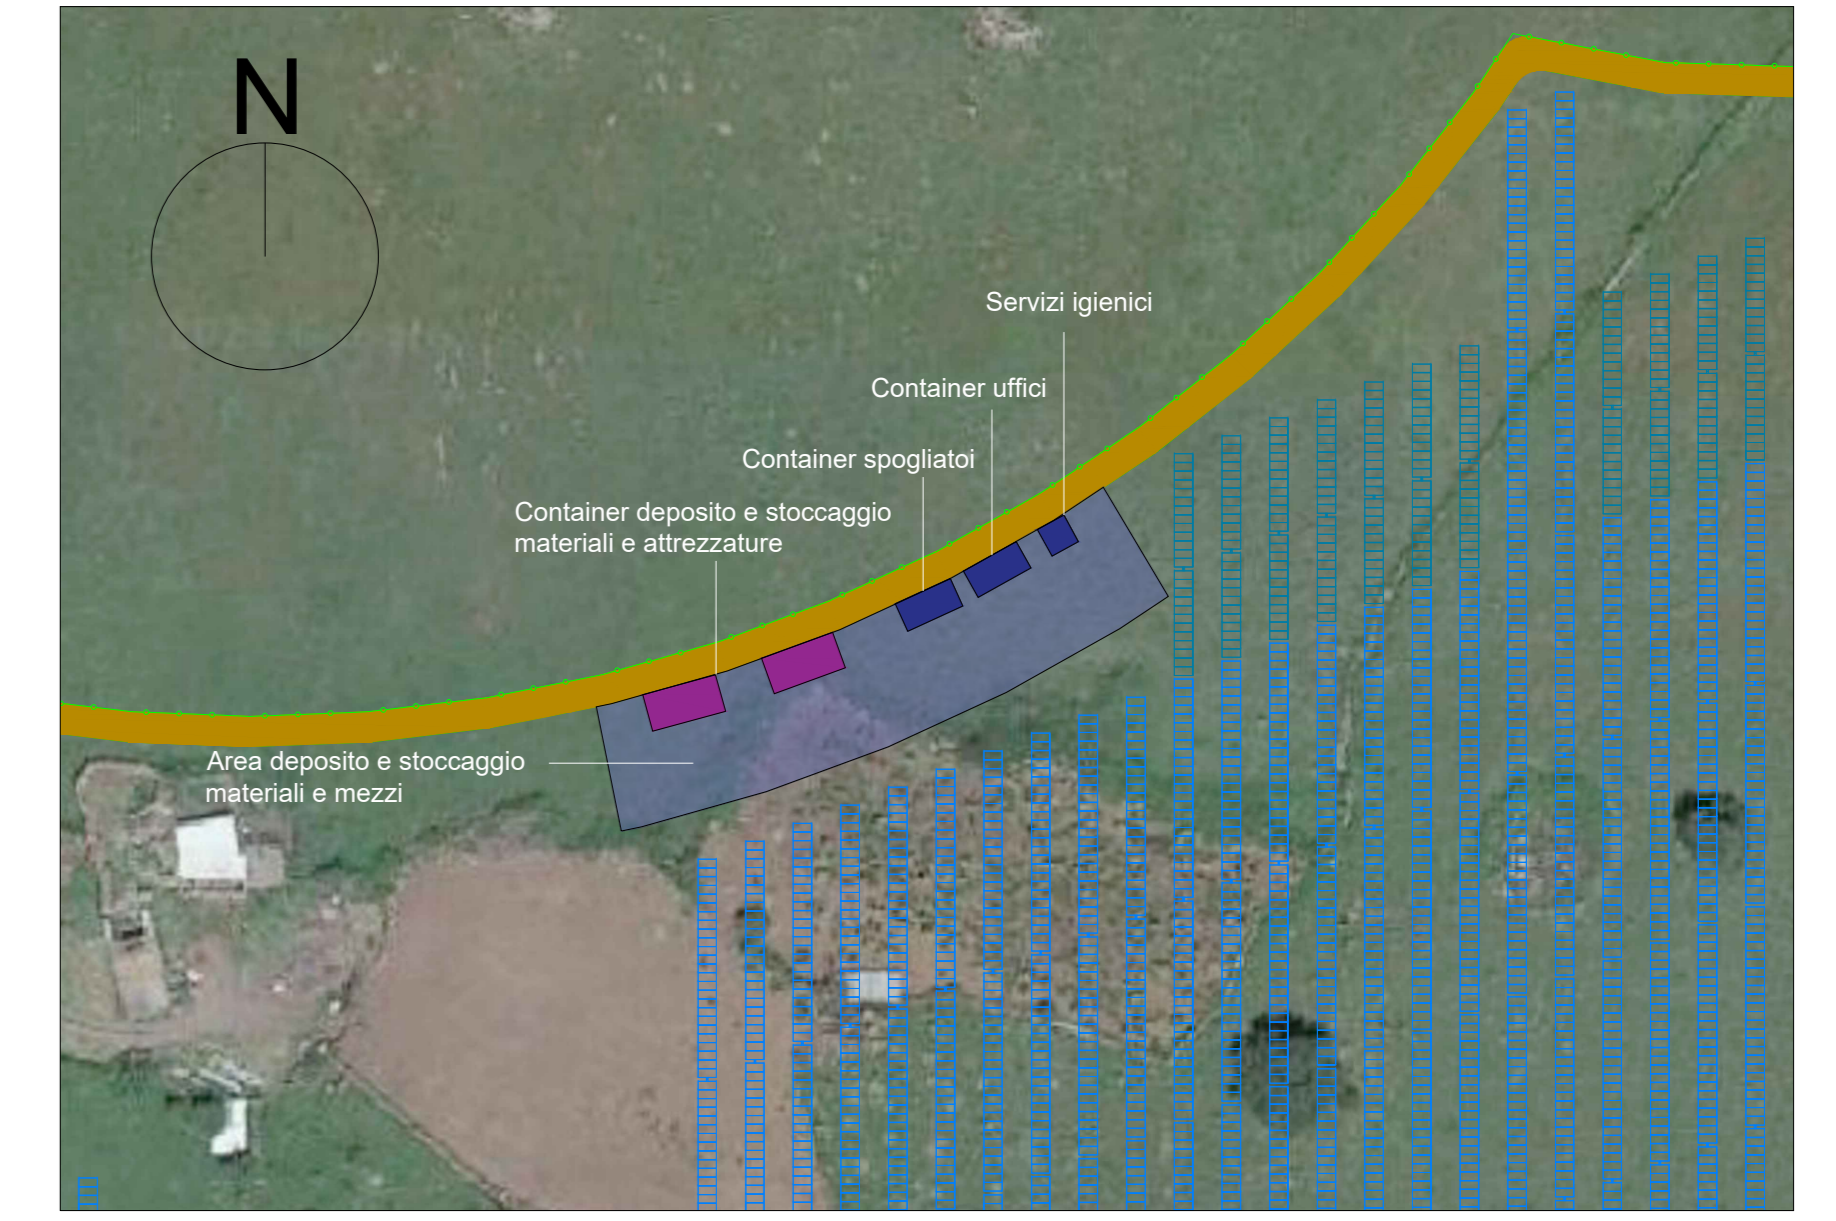 N
Servizi igienici
Container uffici
Container spogliatoi
Container deposito e stoccaggio
materiali e attrezzature
Area deposito e stoccaggio
materiali e mezzi